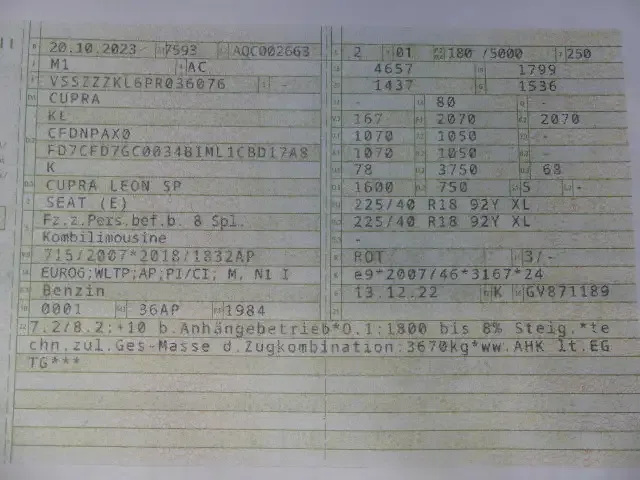 20.10.2023 7593 AQC002663
M1 AC
VSSZZZKL6PR036076 -
CUPRA
KL
CFDNPAX0
FD7CFD7GC0034BIML1CBD17A8
K
CUPRA LEON SP
SEAT (E)
Fz.z.Pers.bef.b. 8 Spl.
Kombilimousine
715/2007*2018/1832AP
EURO6;WLTP;AP;PI/CI; M, N1 I
Benzin
0001 36AP 1984
2 01 180 /5000 250
4657 1799
1437 1536
- 80 -
167 2070 2070
1070 1050 -
1070 1050 -
78 3750 68
1600 750 5 -
225/40 R18 92Y XL
225/40 R18 92Y XL
-
ROT 3/-
e9*2007/46*3167*24
13.12.22 K GV871189
7.2/8.2:+10 b.Anhängebetrieb*O.1:1800 bis 8% Steig.*te
chn.zul.Ges-Masse d.Zugkombination:3670kg*ww.AHK lt.EG
TG***